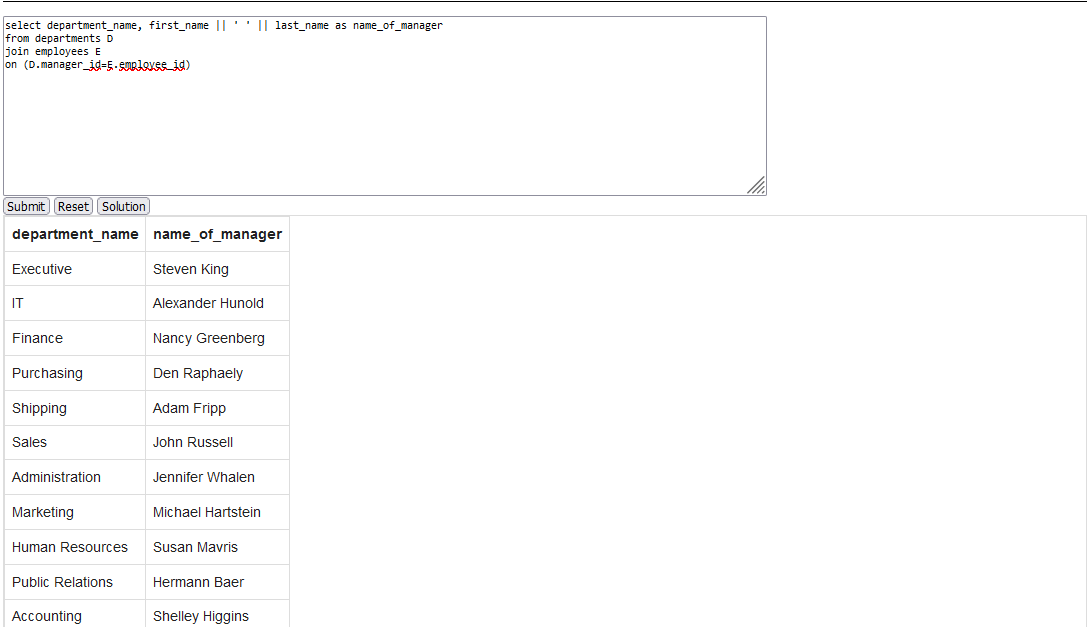 select department_name, first_name || ' ' || last_name as name_of_manager
from departments D
join employees E
on (D.manager_id=E.employee_id)
Submit Reset Solution
department_name name_of_manager
Executive Steven King
IT Alexander Hunold
Finance Nancy Greenberg
Purchasing Den Raphaely
Shipping Adam Fripp
Sales John Russell
Administration Jennifer Whalen
Marketing Michael Hartstein
Human Resources Susan Mavris
Public Relations Hermann Baer
Accounting Shelley Higgins